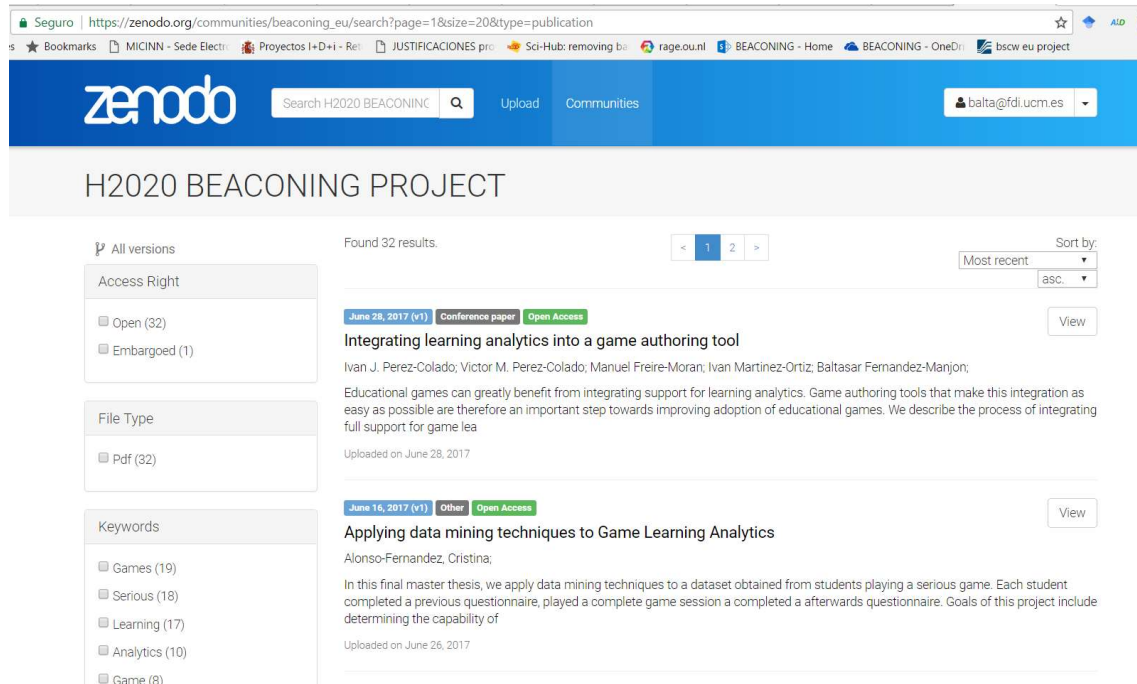 Seguro | https://zenodo.org/communities/beaconing_eu/search?page=1&size=20&type=publication
es Bookmarks MICINN - Sede Electr Proyectos I+D+i - Ret JUSTIFICACIONES pro Sci-Hub: removing ba rage.ou.nl BEACONING - Home BEACONING - OneDri bscw eu project
zenodo Search H2020 BEACONING Upload Communities balta@fdi.ucm.es
H2020 BEACONING PROJECT
All versions
Access Right
Open (32)
Embargoed (1)
File Type
Pdf (32)
Keywords
Games (19)
Serious (18)
Learning (17)
Analytics (10)
Game (8)
Found 32 results.
< 1 2 >
Sort by:
Most recent
asc.
June 28, 2017 (v1) Conference paper Open Access
View
Integrating learning analytics into a game authoring tool
Ivan J. Perez-Colado; Victor M. Perez-Colado; Manuel Freire-Moran; Ivan Martinez-Ortiz; Baltasar Fernandez-Manjon;
Educational games can greatly benefit from integrating support for learning analytics. Game authoring tools that make this integration as
easy as possible are therefore an important step towards improving adoption of educational games. We describe the process of integrating
full support for game lea
Uploaded on June 28, 2017
June 16, 2017 (v1) Other Open Access
View
Applying data mining techniques to Game Learning Analytics
Alonso-Fernandez, Cristina;
In this final master thesis, we apply data mining techniques to a dataset obtained from students playing a serious game. Each student
completed a previous questionnaire, played a complete game session a completed a afterwards questionnaire. Goals of this project include
determining the capability of
Uploaded on June 26, 2017